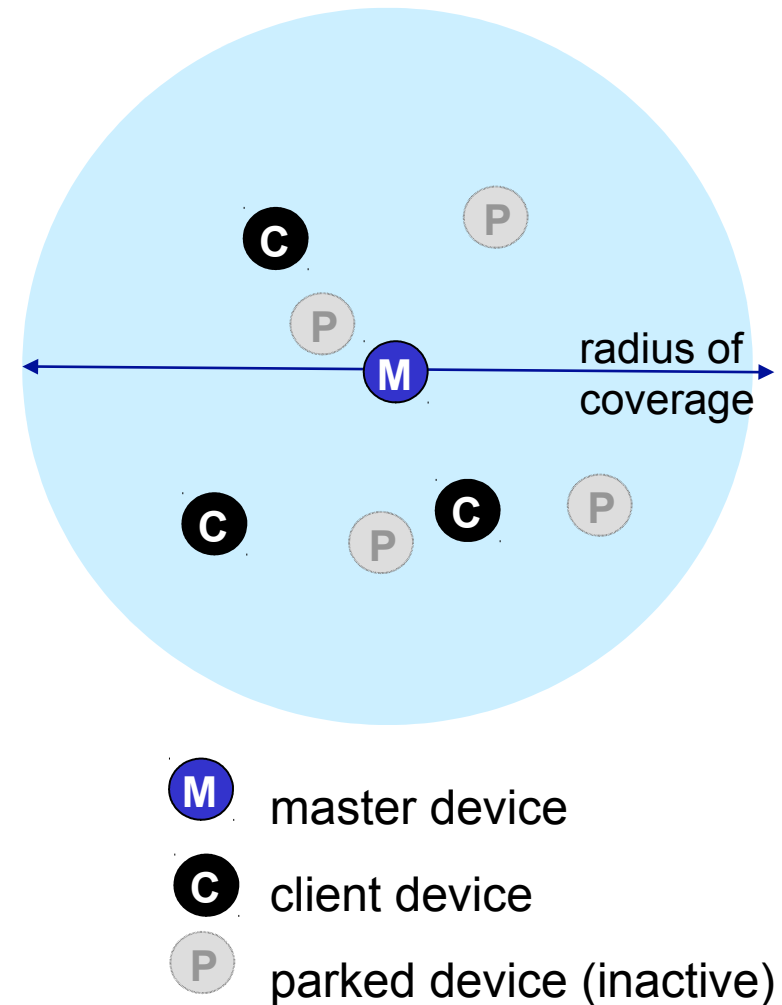 P
C
P
radius of
M
coverage
C
C
P
P
M master device
C client device
P parked device (inactive)